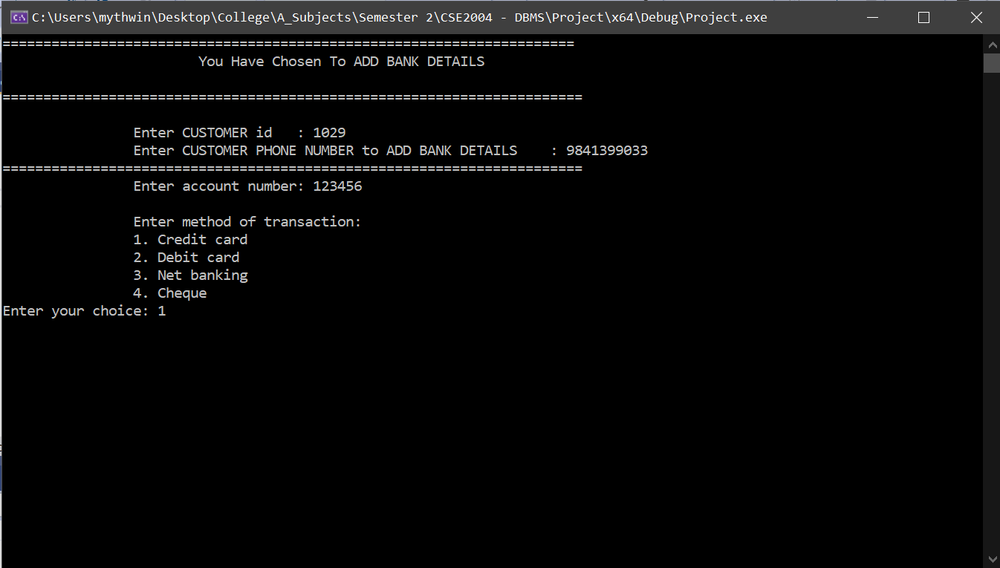 C:\Users\mythwin\Desktop\College\A_Subjects\Semester 2\CSE2004 - DBMS\Project\x64\Debug\Project.exe
======================================================================
You Have Chosen To ADD BANK DETAILS
=======================================================================
Enter CUSTOMER id   : 1029
Enter CUSTOMER PHONE NUMBER to ADD BANK DETAILS    : 9841399033
=======================================================================
Enter account number: 123456
Enter method of transaction:
1. Credit card
2. Debit card
3. Net banking
4. Cheque
Enter your choice: 1